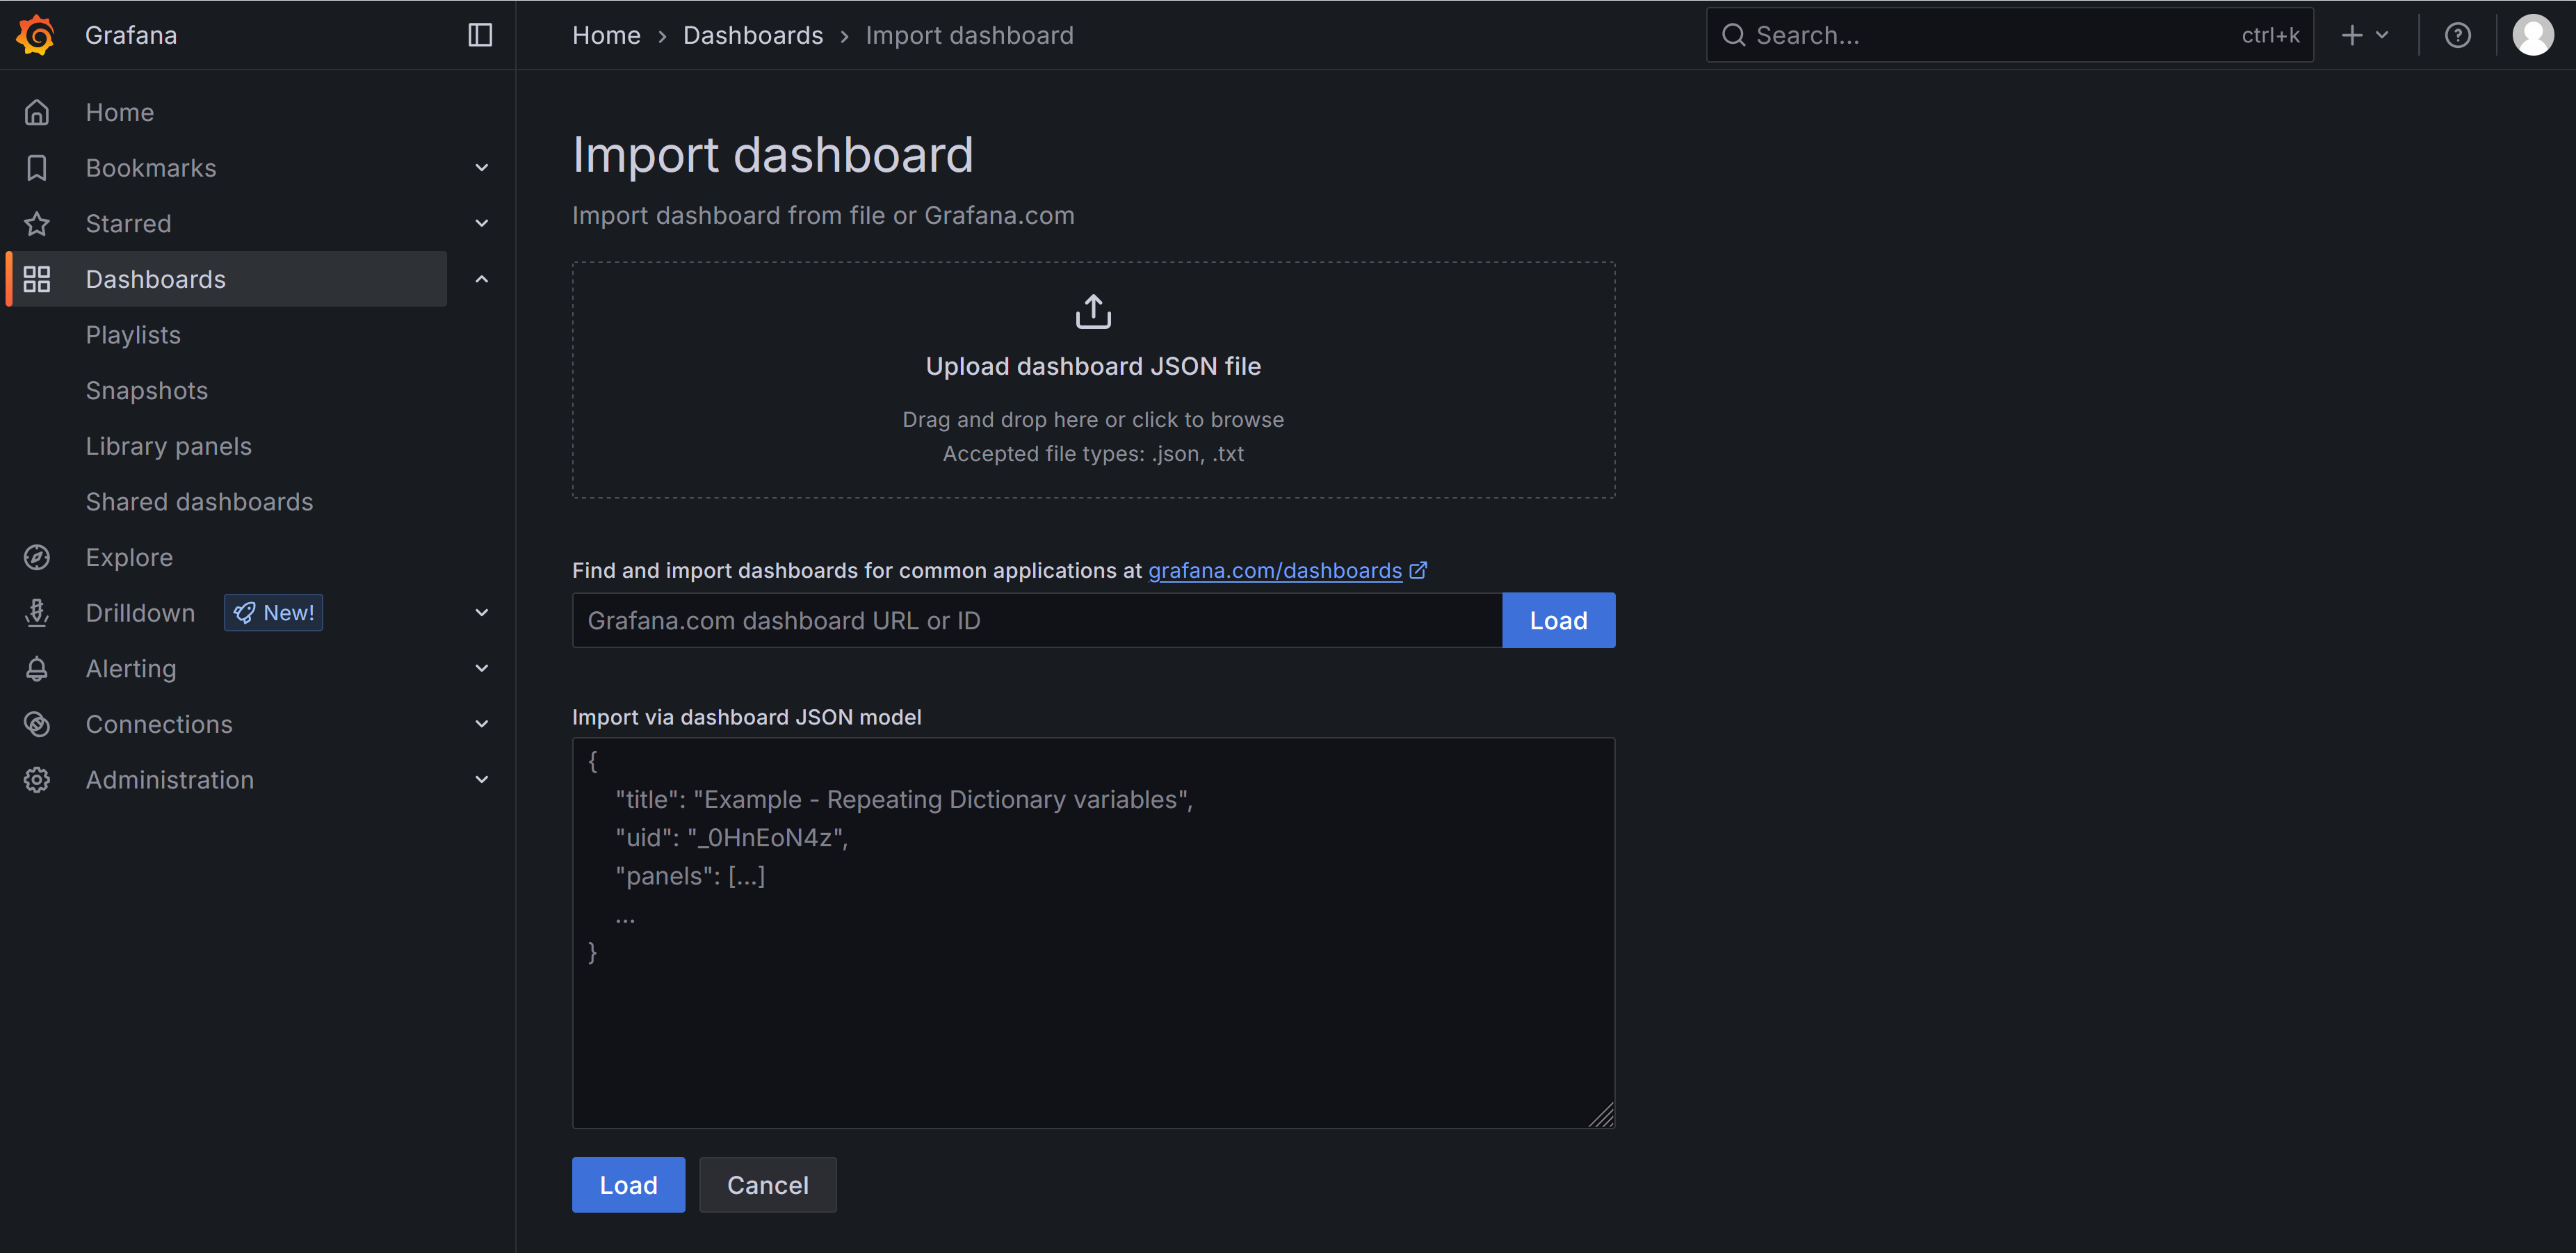 Grafana
Home › Dashboards › Import dashboard
Search...
ctrl+k
Home
Bookmarks
Starred
Dashboards
Playlists
Snapshots
Library panels
Shared dashboards
Explore
Drilldown New!
Alerting
Connections
Administration
Import dashboard
Import dashboard from file or Grafana.com
Upload dashboard JSON file
Drag and drop here or click to browse
Accepted file types: .json, .txt
Find and import dashboards for common applications at grafana.com/dashboards
Grafana.com dashboard URL or ID
Load
Import via dashboard JSON model
{
"title": "Example - Repeating Dictionary variables",
"uid": "_0HnEoN4z",
"panels": [...]
...
}
Load
Cancel